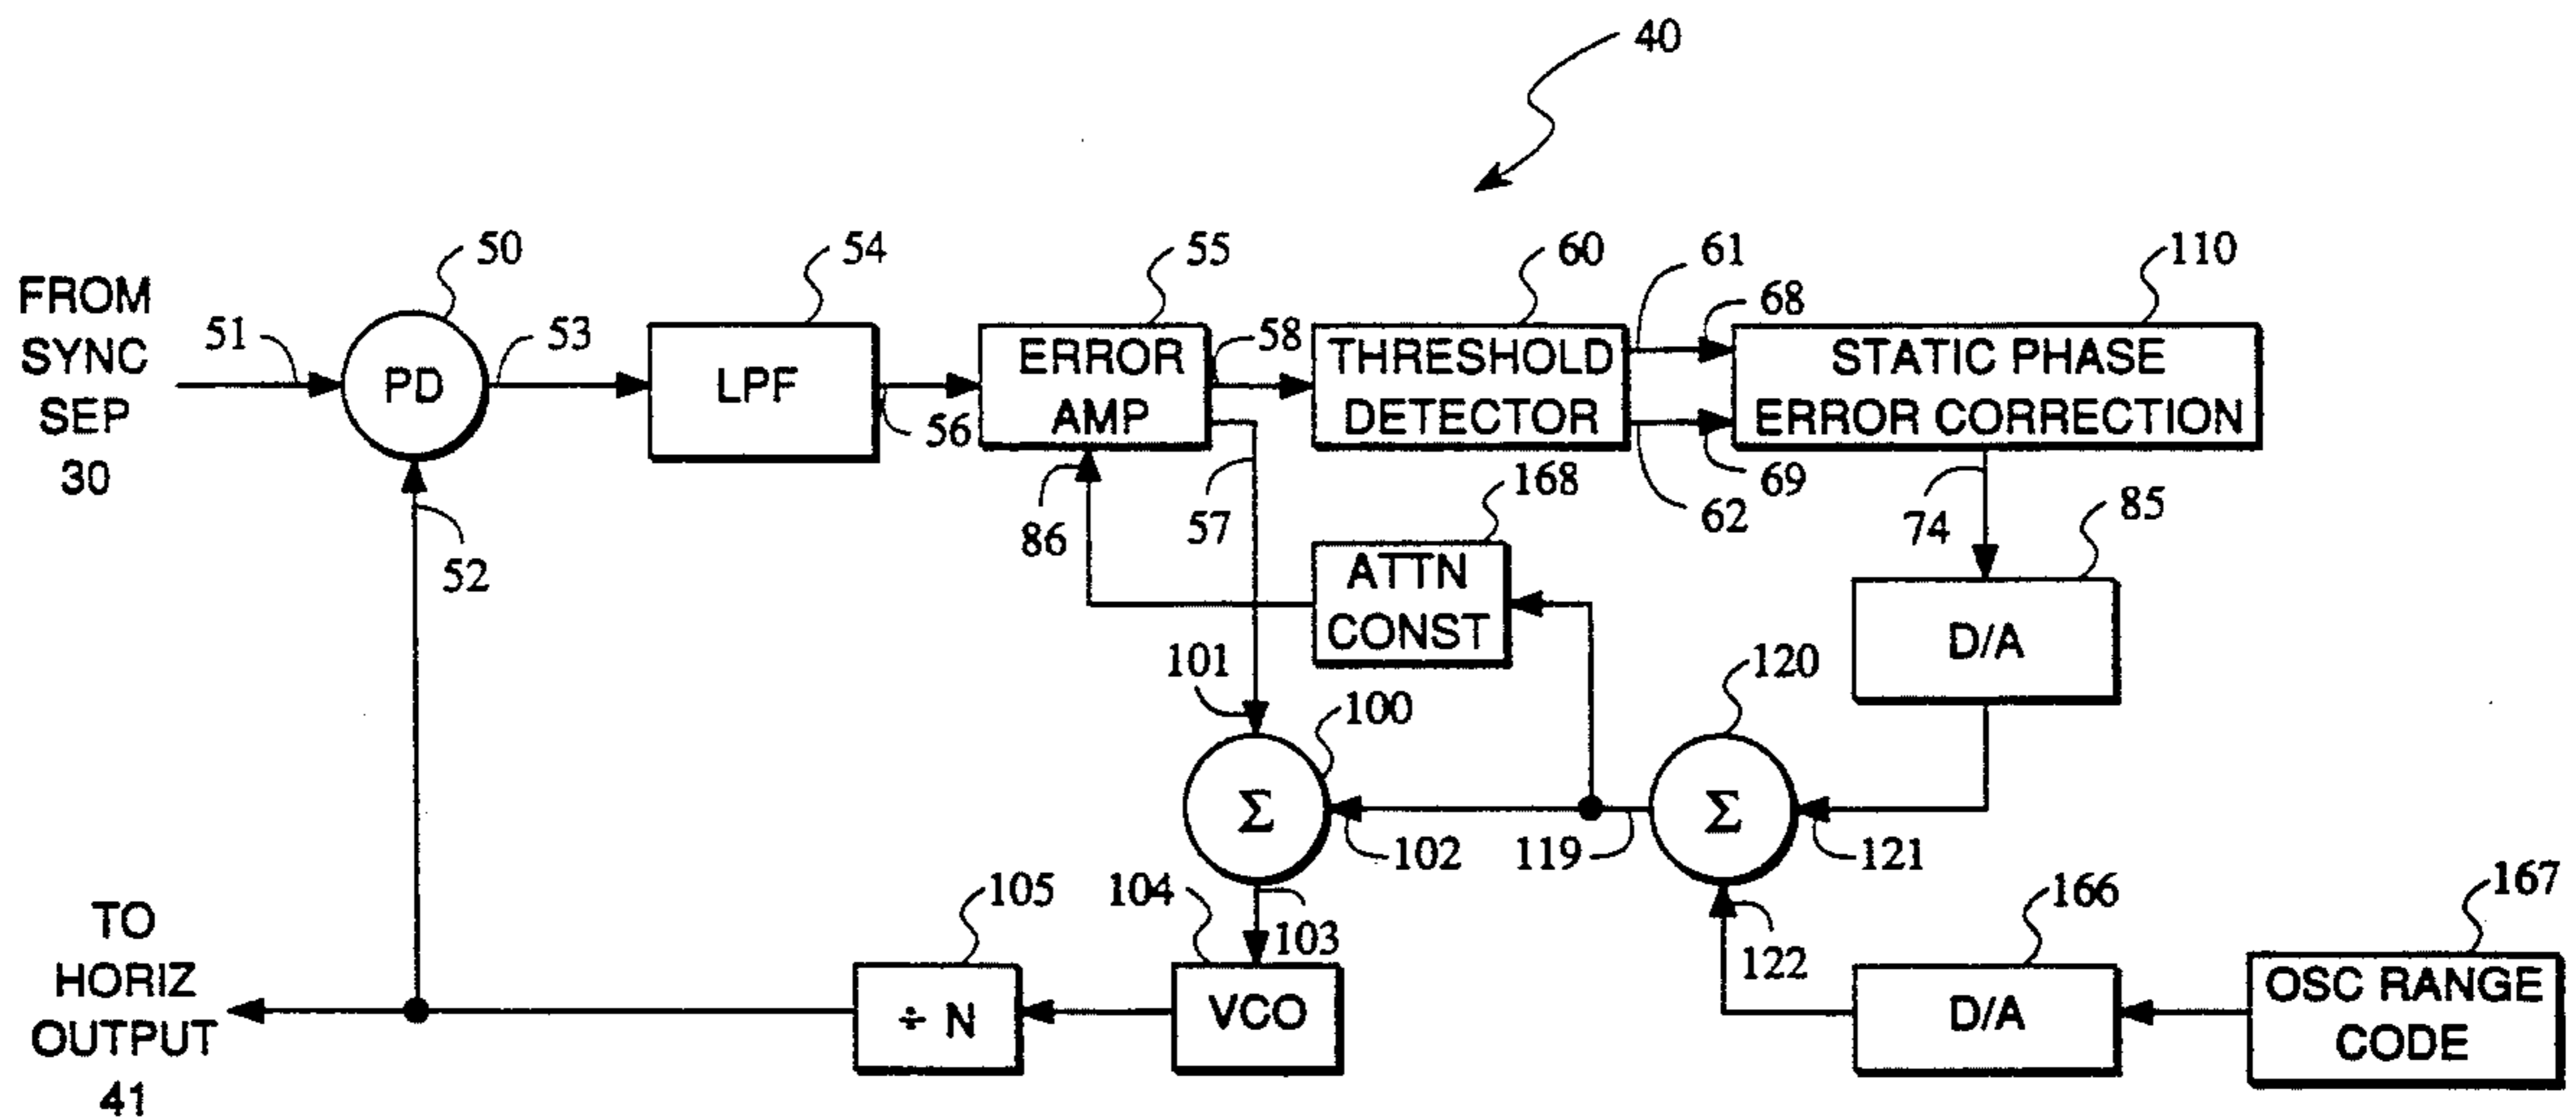 40
50
54
55
60
61
68
110
FROM
SYNC
SEP
30
51
PD
53
LPF
56
ERROR
AMP
58
THRESHOLD
DETECTOR
STATIC PHASE
ERROR CORRECTION
62
69
52
86
57
168
74
85
ATTN
CONST
D/A
101
100
120
Σ
102
119
Σ
121
103
122
105
104
166
167
TO
HORIZ
OUTPUT
41
÷ N
VCO
D/A
OSC RANGE
CODE